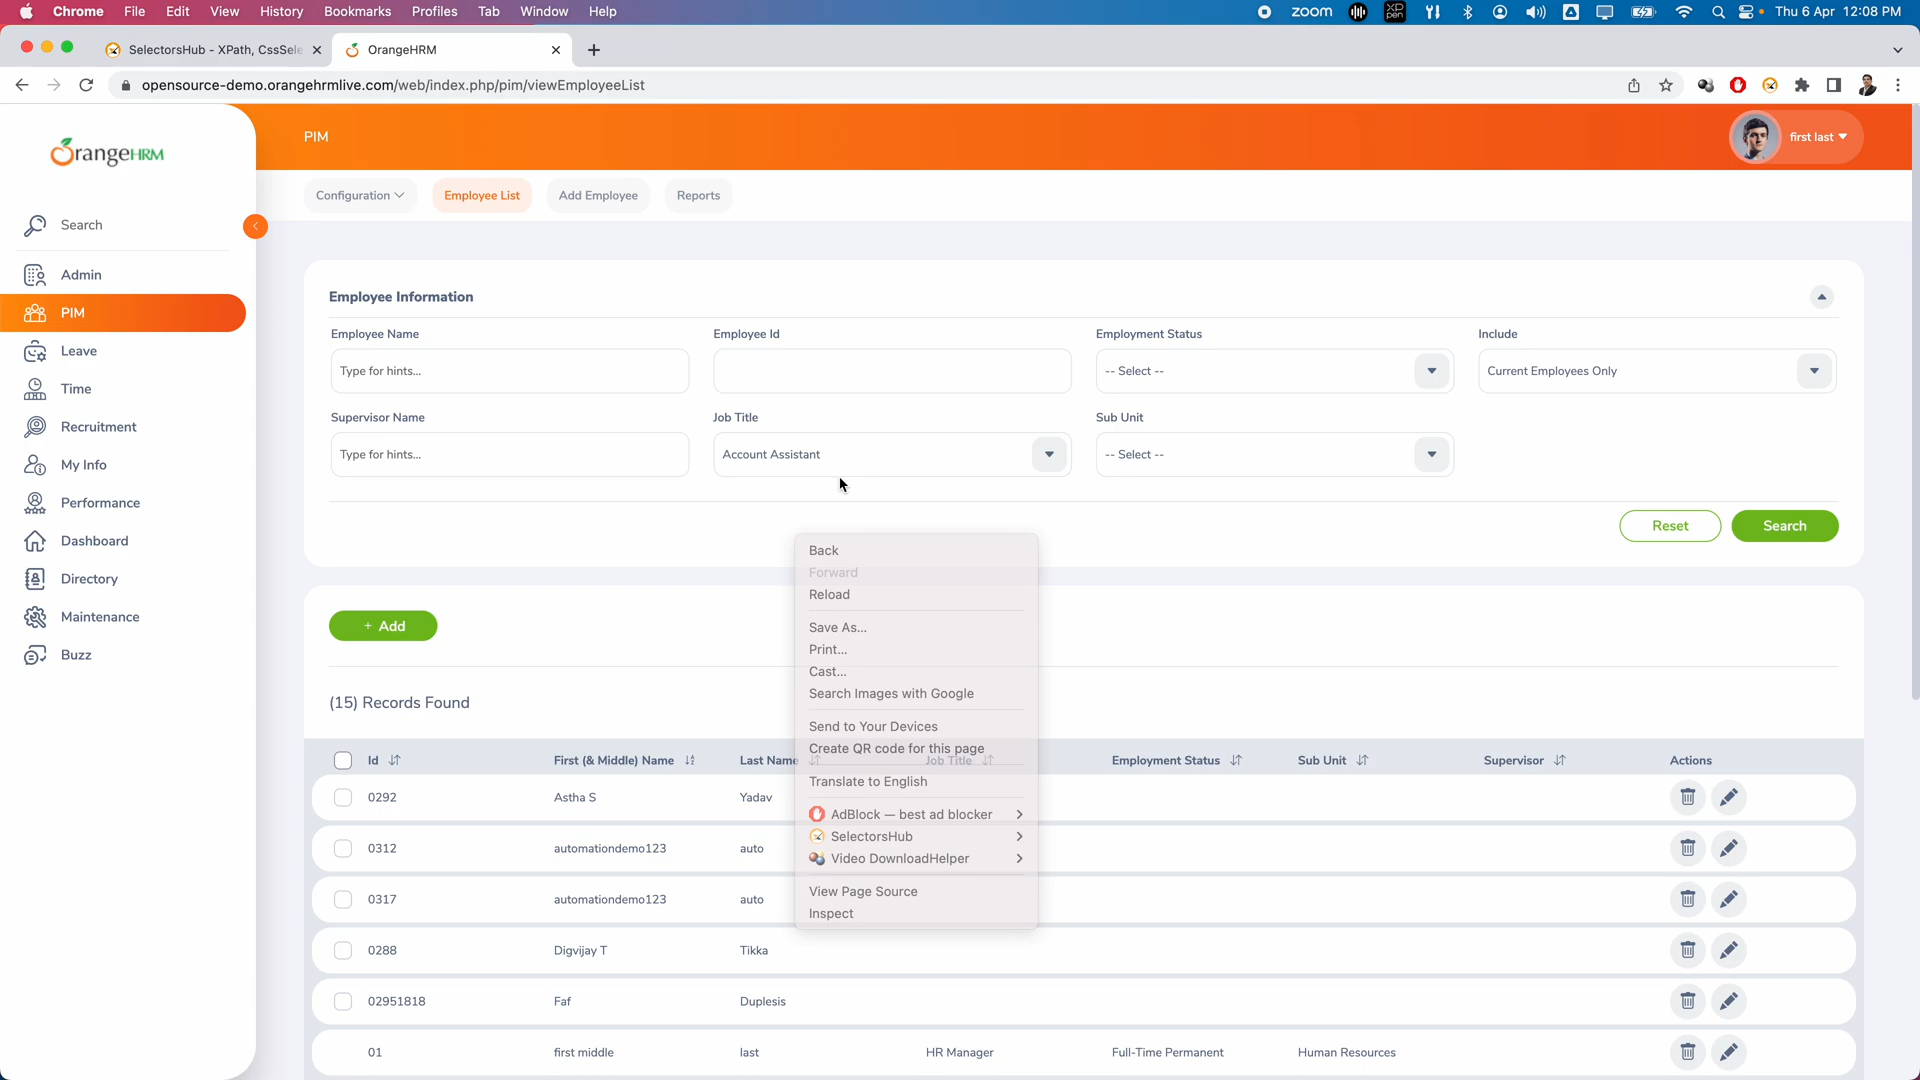 Chrome File Edit View History Bookmarks Profiles Tab Window Help zoom XP pen Thu 6 Apr 12:08 PM
SelectorsHub - XPath, CssSele OrangeHRM
opensource-demo.orangehrmlive.com/web/index.php/pim/viewEmployeeList
OrangeHRM
PIM
first last
Configuration Employee List Add Employee Reports
Search
Admin
PIM
Leave
Time
Recruitment
My Info
Performance
Dashboard
Directory
Maintenance
Buzz
Employee Information
Employee Name Employee Id Employment Status Include
Type for hints... -- Select -- Current Employees Only
Supervisor Name Job Title Sub Unit
Type for hints... Account Assistant -- Select --
Reset Search
Back
Forward
Reload
Save As...
Print...
Cast...
Search Images with Google
Send to Your Devices
Create QR code for this page
Translate to English
AdBlock — best ad blocker
SelectorsHub
Video DownloadHelper
View Page Source
Inspect
+ Add
(15) Records Found
Id First (& Middle) Name Last Name Job Title Employment Status Sub Unit Supervisor Actions
0292 Astha S Yadav
0312 automationdemo123 auto
0317 automationdemo123 auto
0288 Digvijay T Tikka
02951818 Faf Duplesis
01 first middle last HR Manager Full-Time Permanent Human Resources